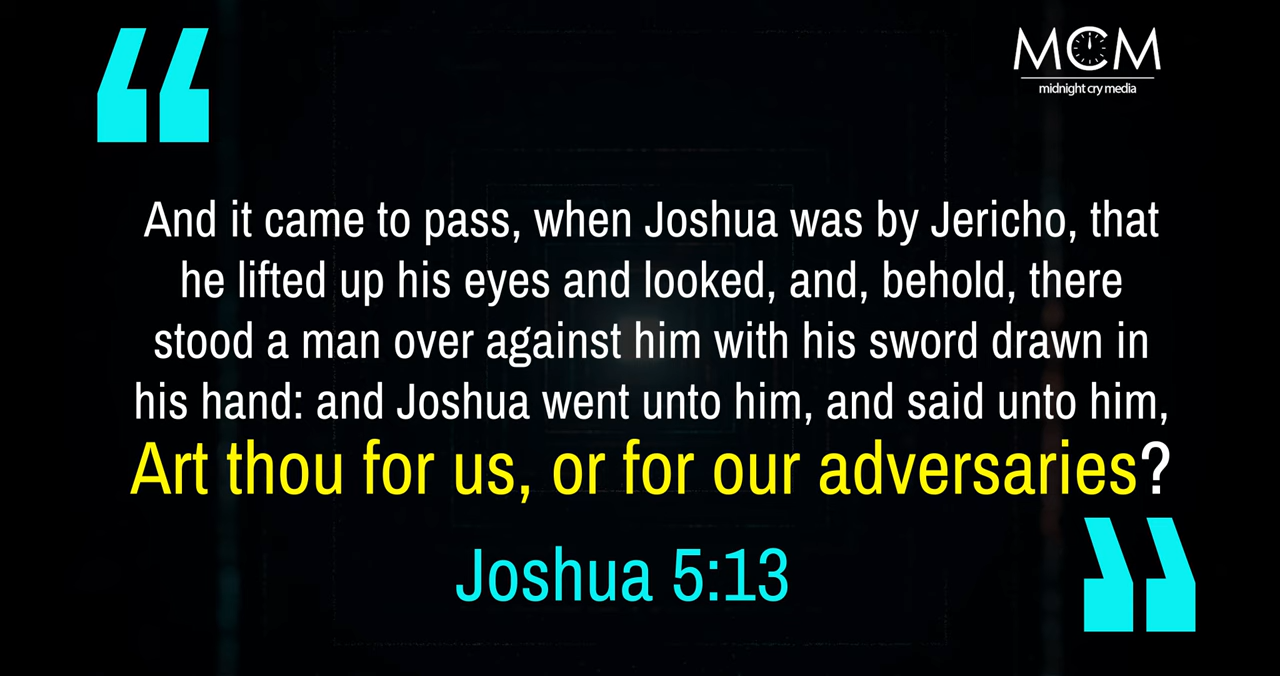 MCM
midnight cry media
And it came to pass, when Joshua was by Jericho, that
he lifted up his eyes and looked, and, behold, there
stood a man over against him with his sword drawn in
his hand: and Joshua went unto him, and said unto him,
Art thou for us, or for our adversaries?
Joshua 5:13